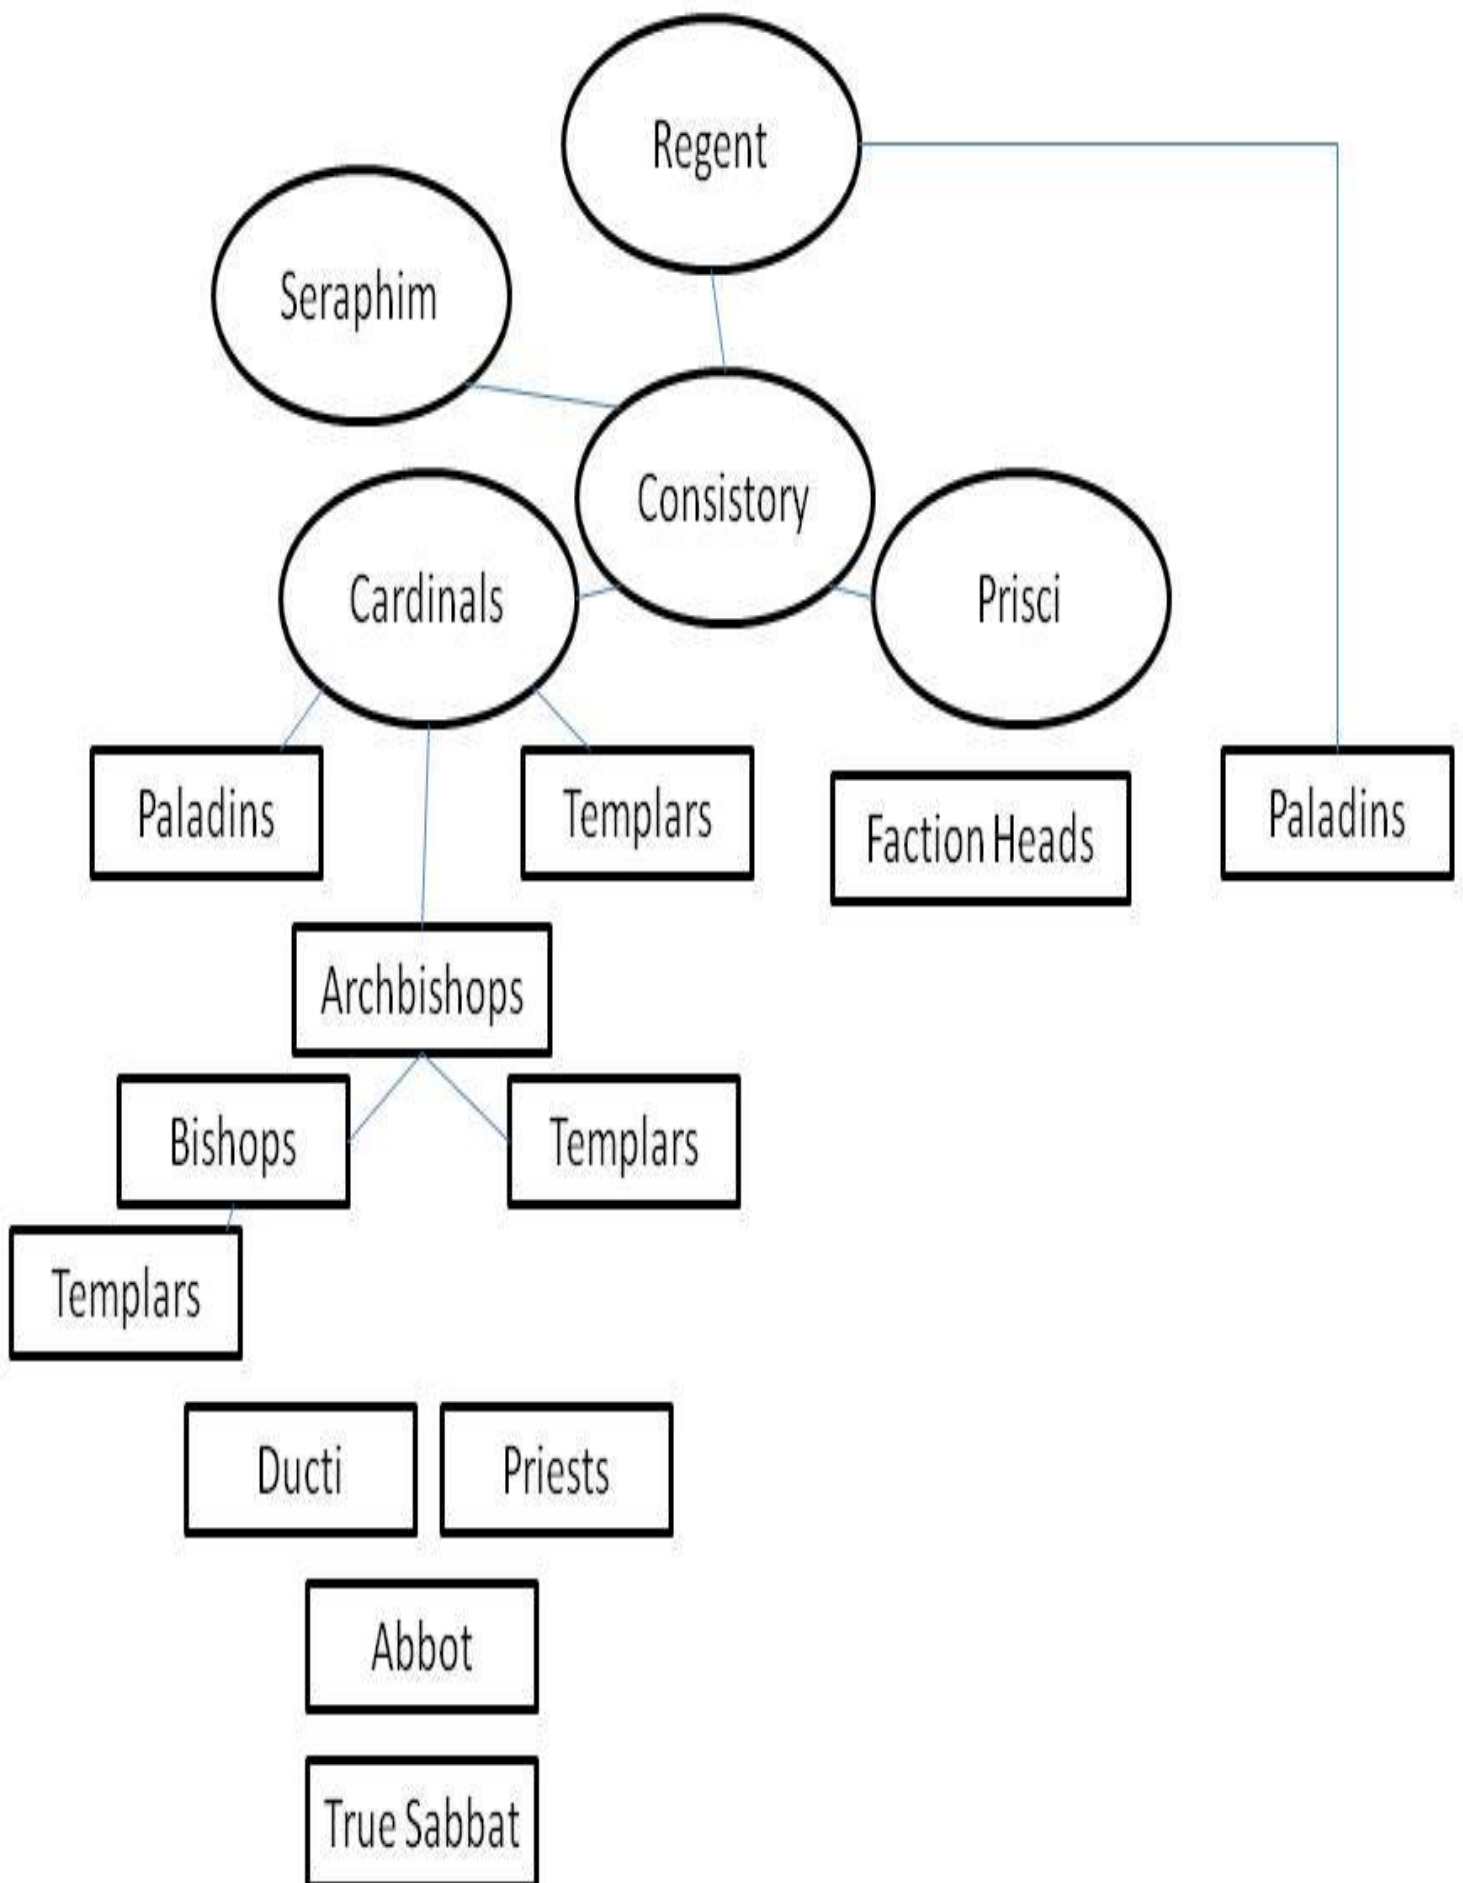 Regent
Seraphim
Consistory
Cardinals
Prisci
Paladins
Templars
Faction Heads
Paladins
Archbishops
Bishops
Templars
Templars
Ducti
Priests
Abbot
True Sabbat